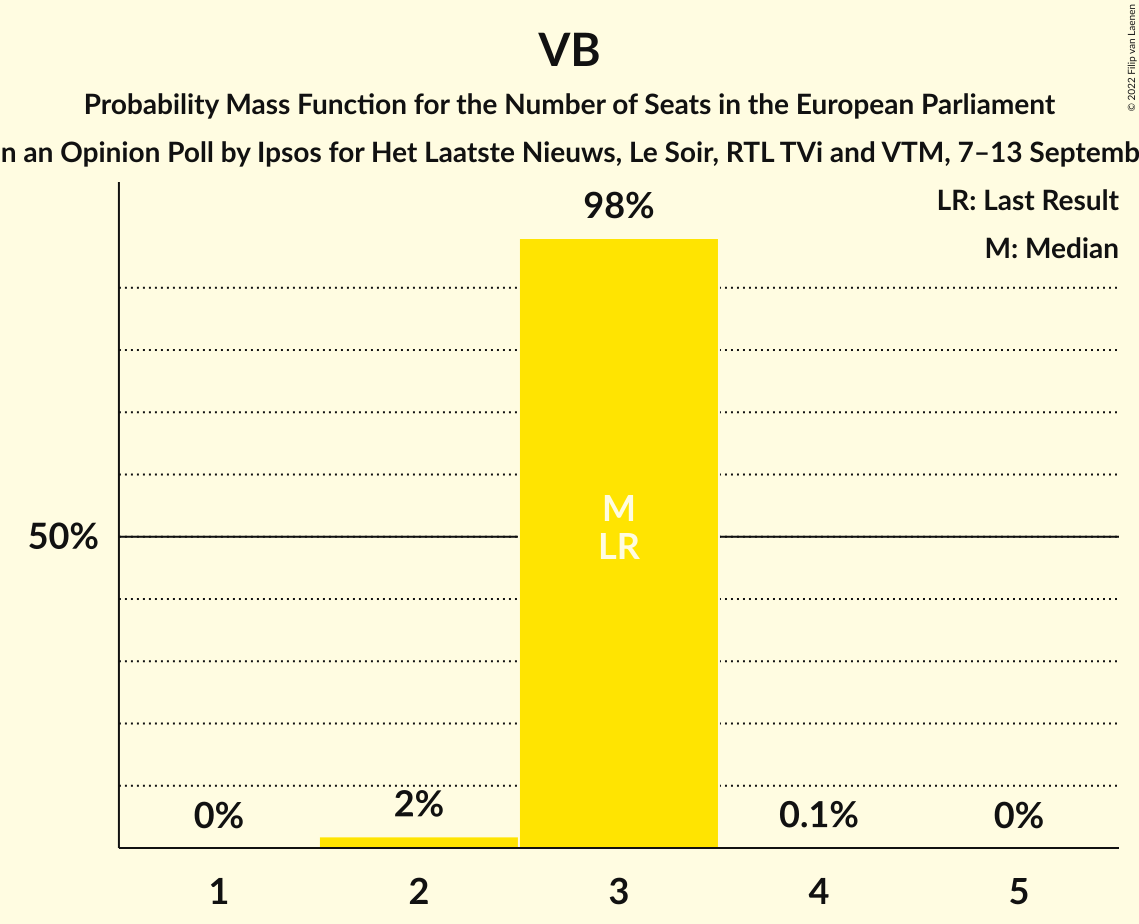 VB
Probability Mass Function for the Number of Seats in the European Parliament
n an Opinion Poll by Ipsos for Het Laatste Nieuws, Le Soir, RTL TVi and VTM, 7–13 Septemb
© 2022 Filip van Laenen
LR: Last Result
M: Median
98%
50%
M
LR
0%
2%
0.1%
0%
1
2
3
4
5